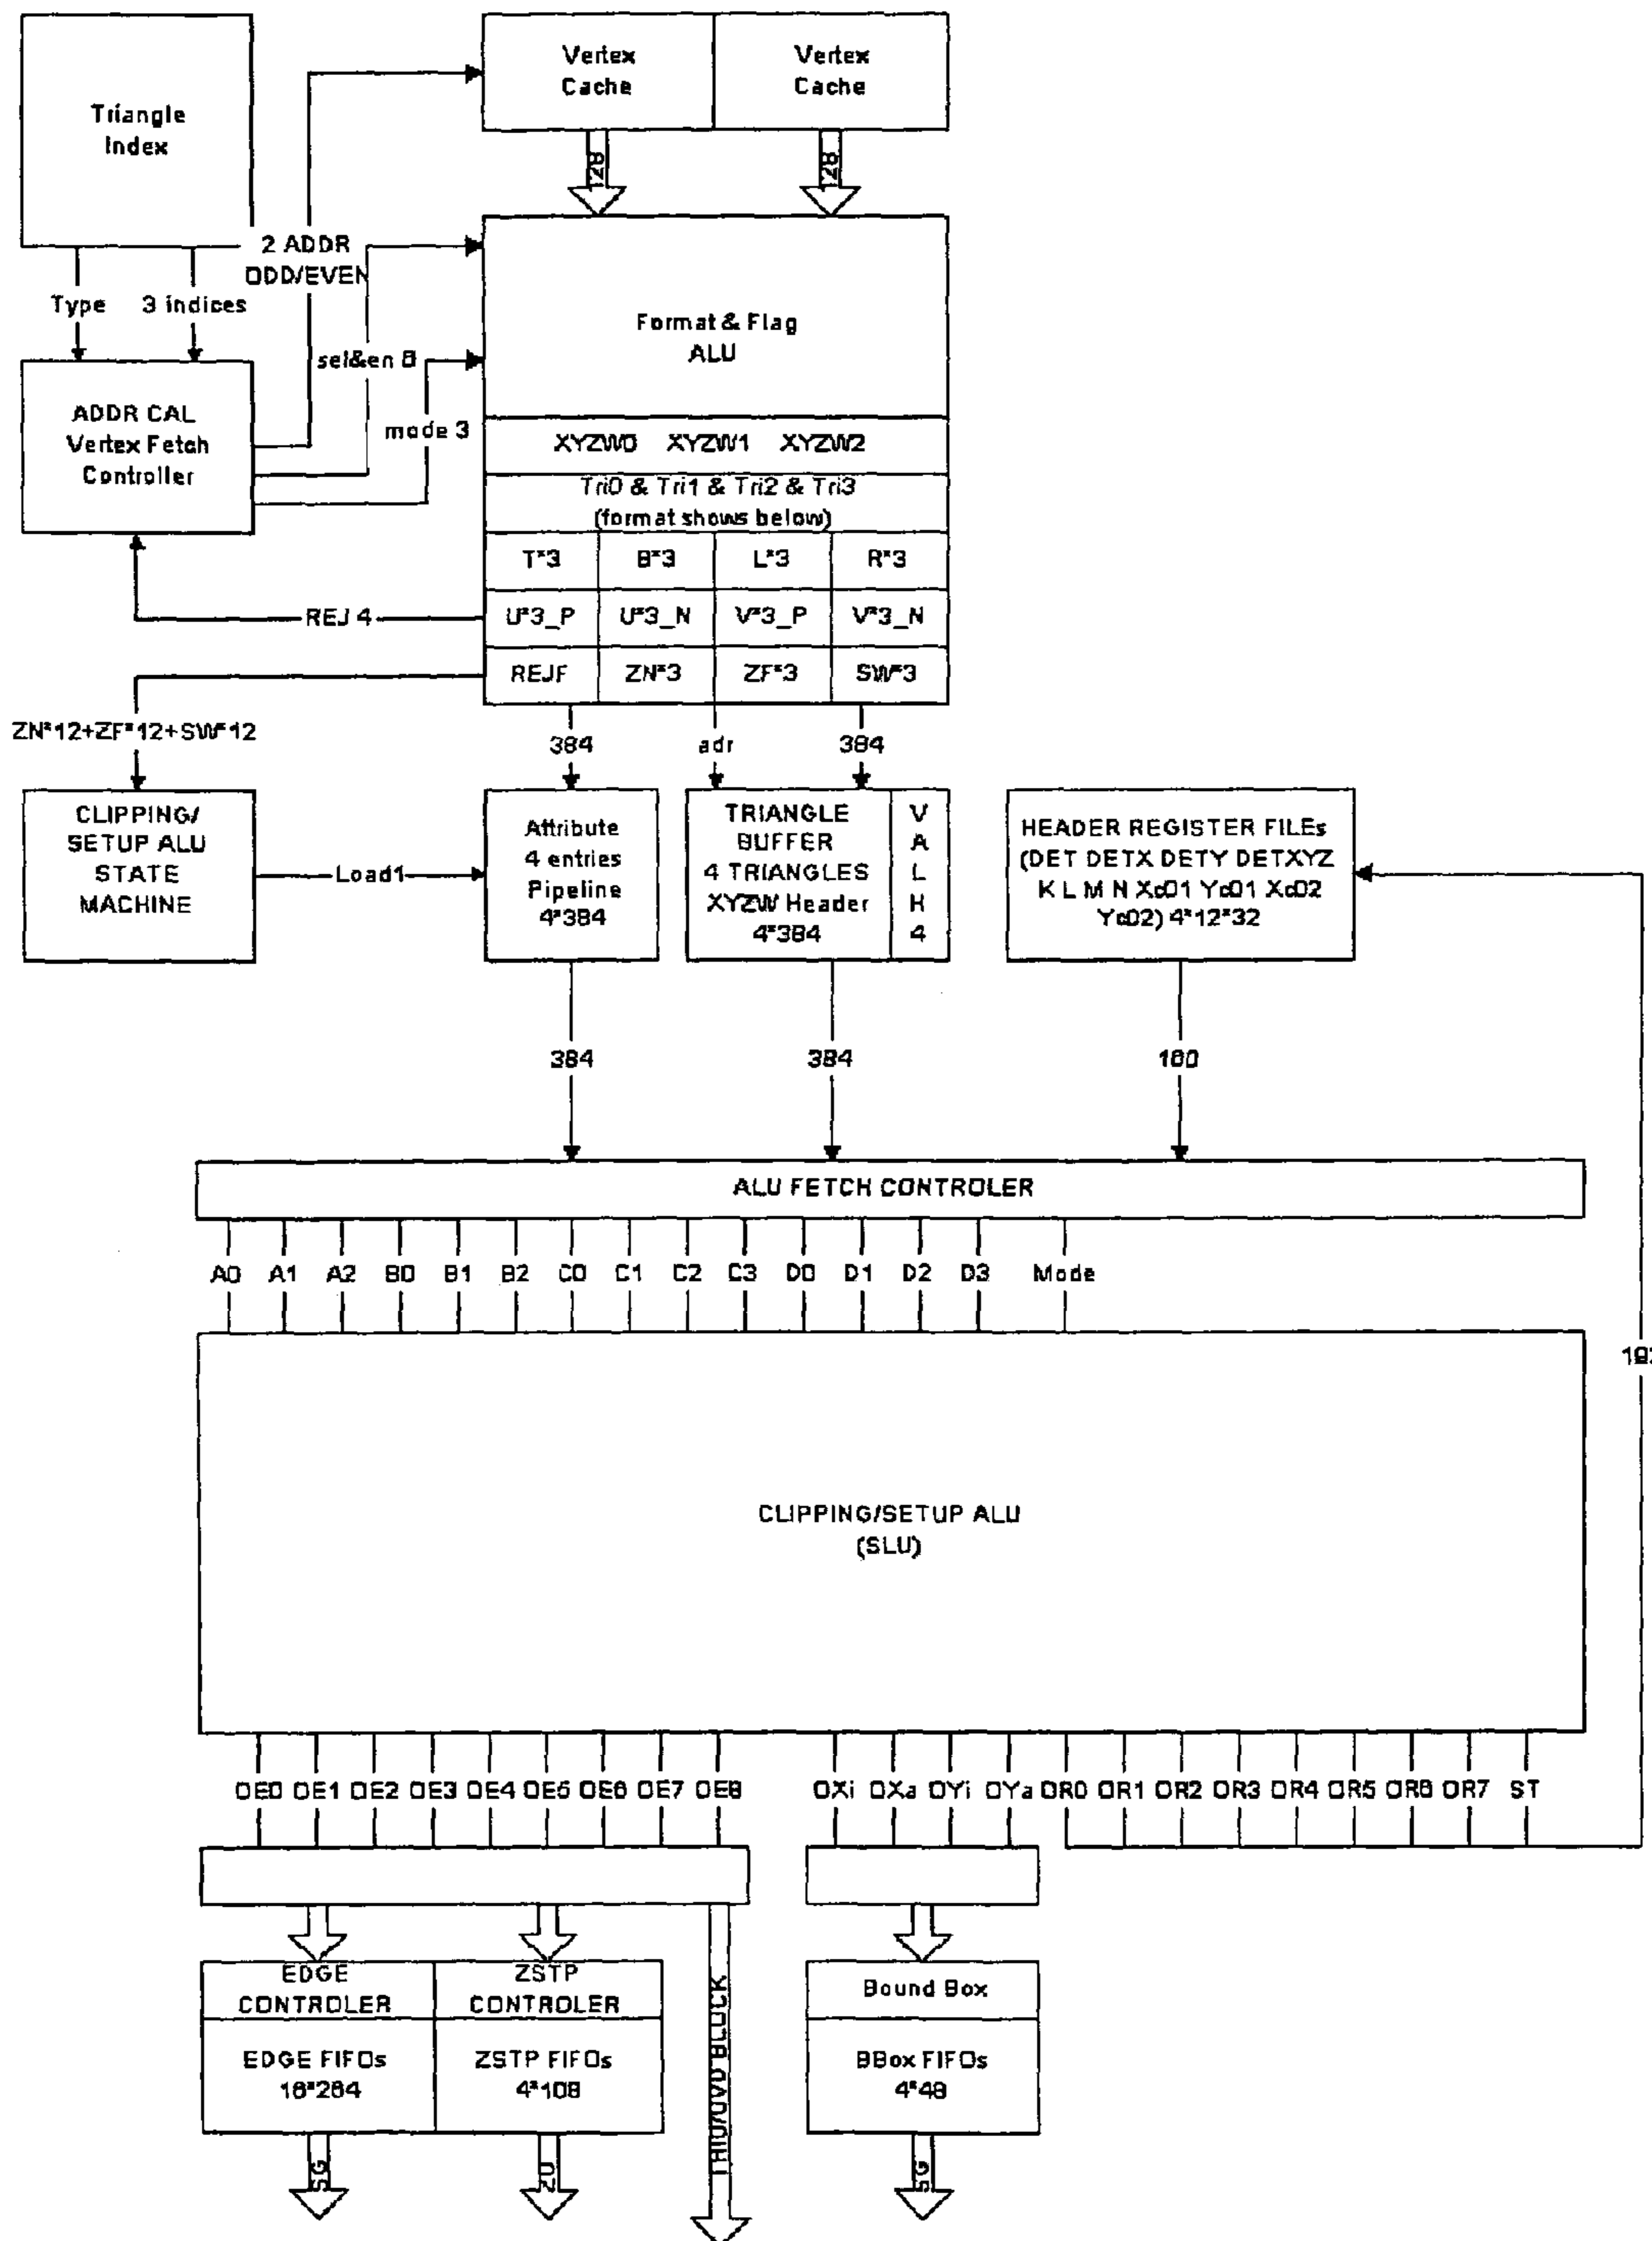 Triangle
Index
Vertex
Cache
Vertex
Cache
128
128
2 ADDR
ODD/EVEN
Type
3 indices
sel&en 8
mode 3
Format & Flag
ALU
ADDR CAL
Vertex Fetch
Controller
XYZW0 XYZW1 XYZW2
Tri0 & Tri1 & Tri2 & Tri3
(format shows below)
T*3 B*3 L*3 R*3
REJ 4
U*3_P U*3_N V*3_P V*3_N
REJF ZN*3 ZF*3 SW*3
ZN*12+ZF*12+SW*12
384
adr
384
CLIPPING/
SETUP ALU
STATE
MACHINE
Load1
Attribute
4 entries
Pipeline
4*384
TRIANGLE
BUFFER
4 TRIANGLES
XYZW Header
4*384
V
A
L
H
4
HEADER REGISTER FILEs
(DET DETX DETY DETXYZ
K L M N Xc01 Yc01 Xc02
Yc02) 4*12*32
384
384
160
ALU FETCH CONTROLER
A0 A1 A2 B0 B1 B2 C0 C1 C2 C3 D0 D1 D2 D3 Mode
CLIPPING/SETUP ALU
(SLU)
OE0 OE1 OE2 OE3 OE4 OE5 OE6 OE7 OE8 OXi OXa OYi OYa OR0 OR1 OR2 OR3 OR4 OR5 OR6 OR7 ST
EDGE
CONTROLER
ZSTP
CONTROLER
BLOCK
Bound Box
EDGE FIFOs
16*264
ZSTP FIFOs
4*108
BBox FIFOs
4*48
SG
ZU
SG